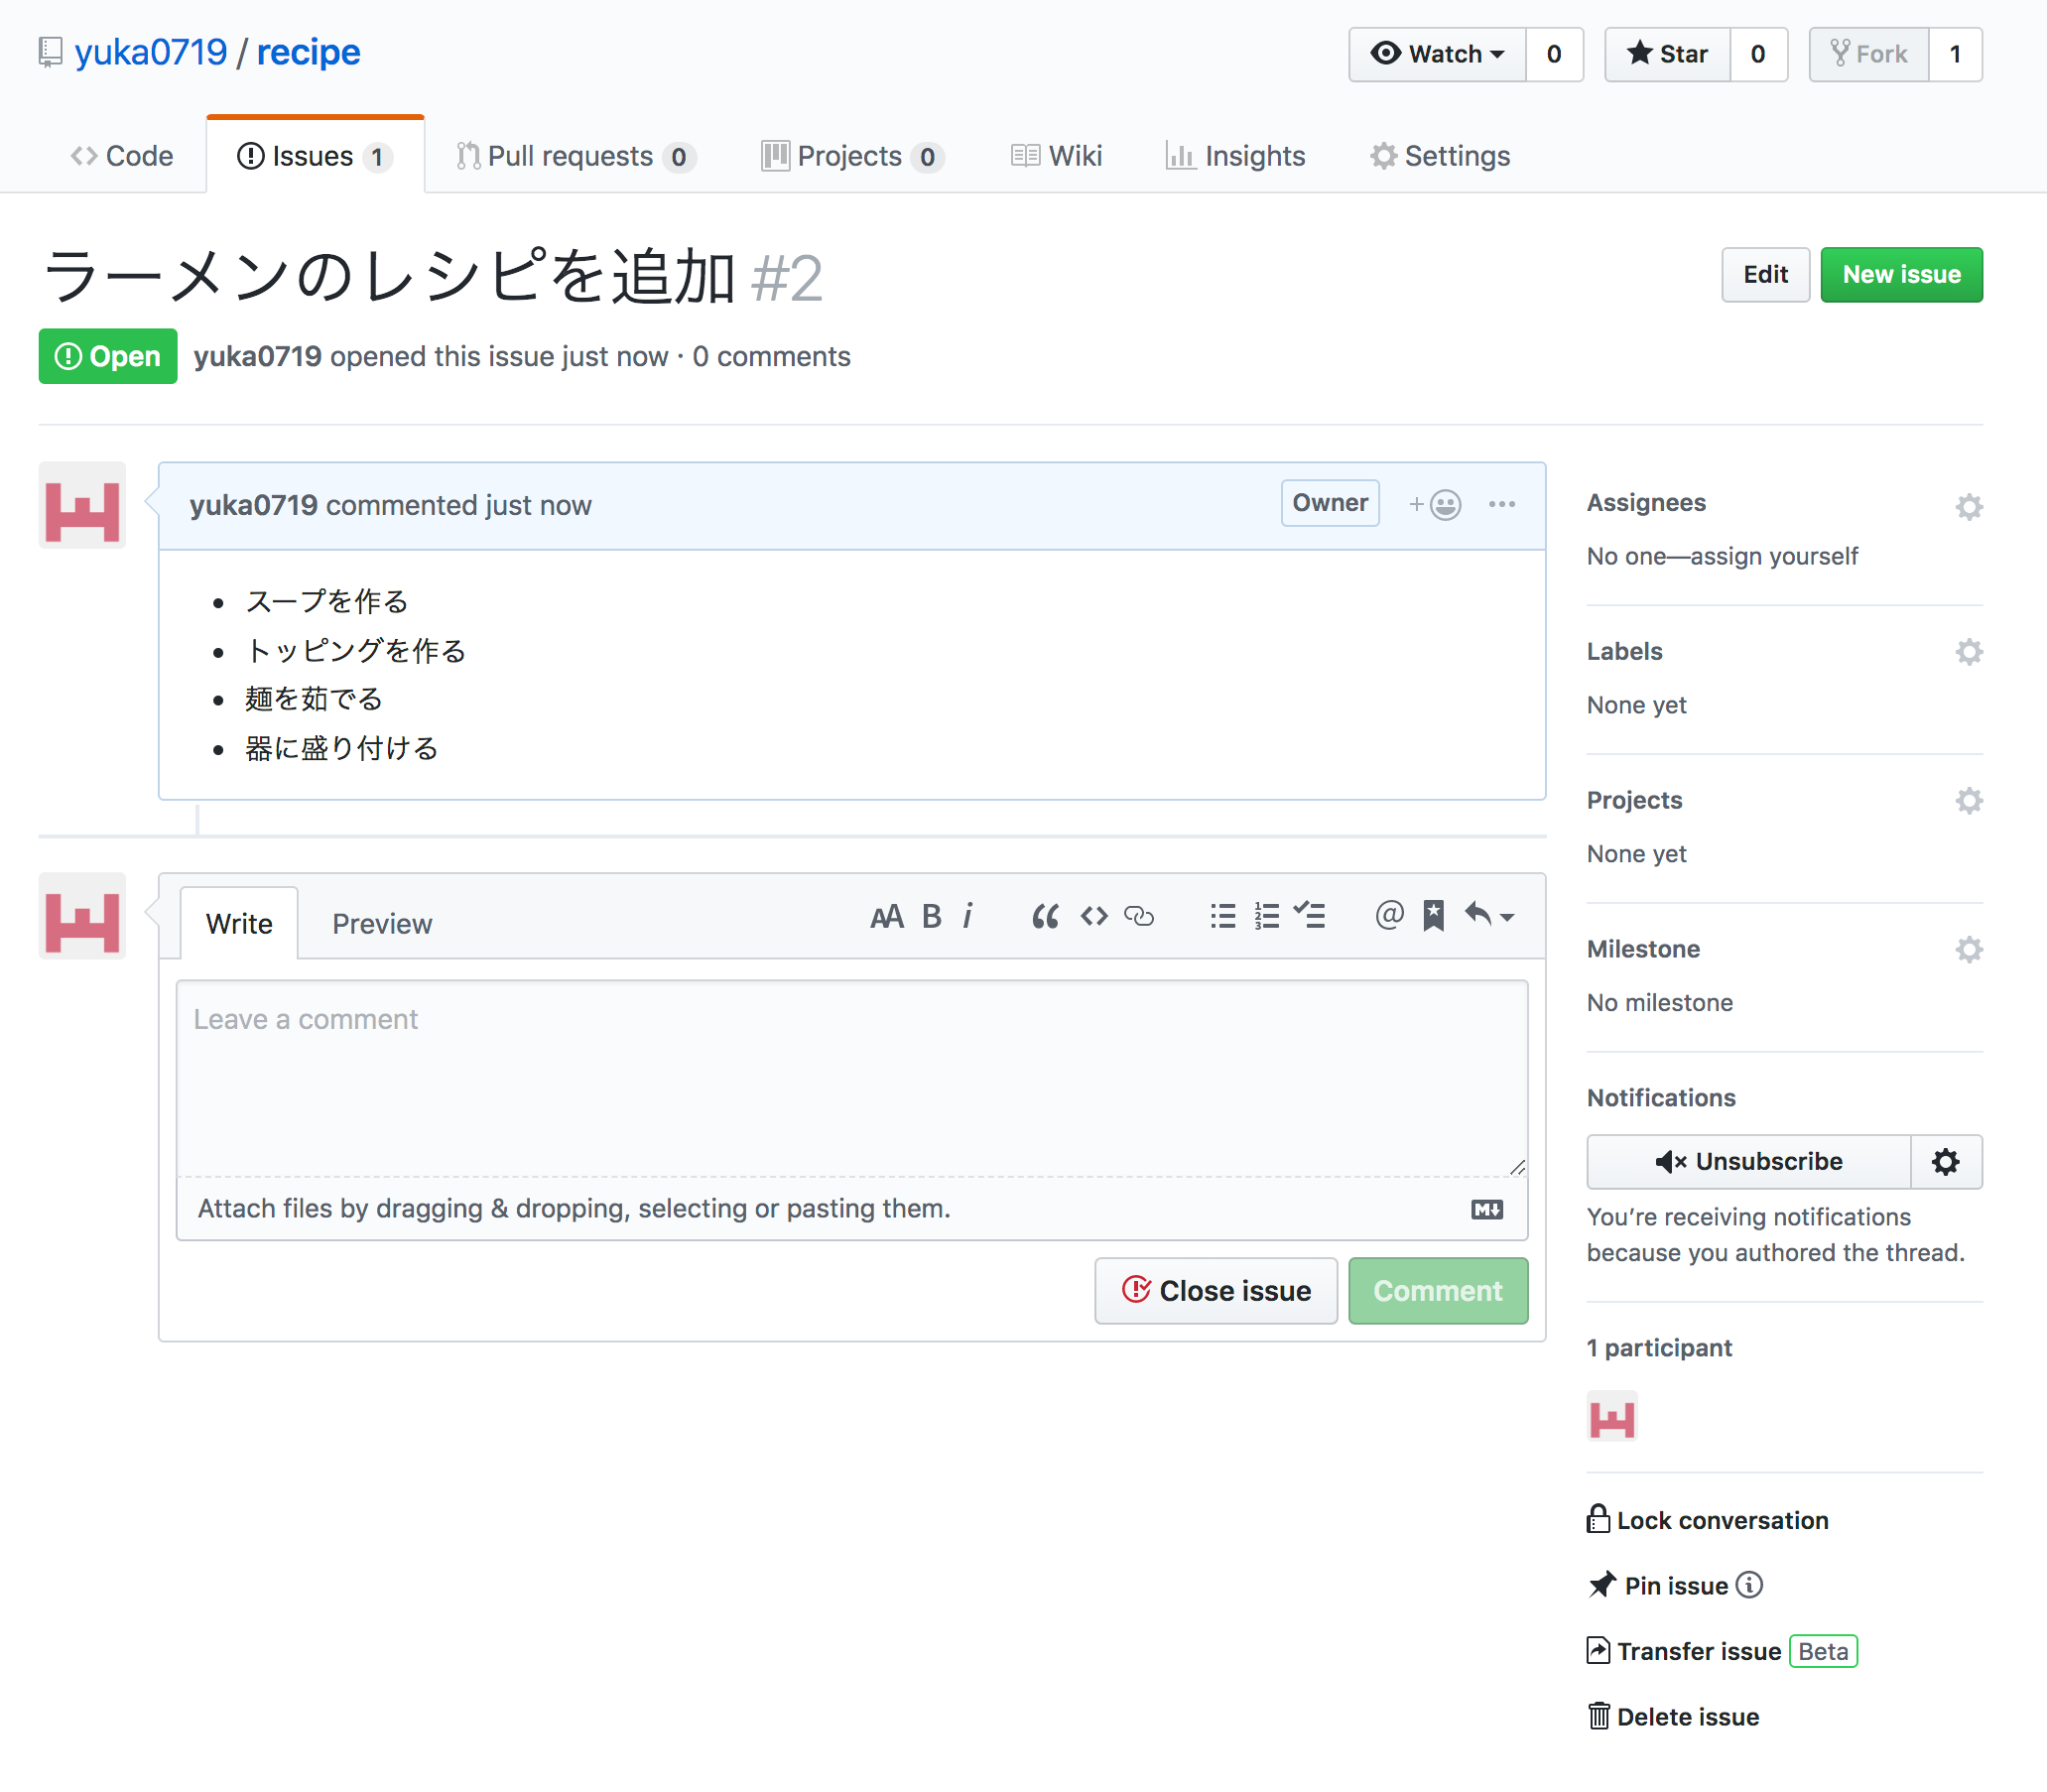 yuka0719 / recipe
Watch 0 Star 0 Fork 1
Code Issues 1 Pull requests 0 Projects 0 Wiki Insights Settings
ラーメンのレシピを追加 #2
Edit New issue
Open yuka0719 opened this issue just now · 0 comments
yuka0719 commented just now Owner
スープを作る
トッピングを作る
麺を茹でる
器に盛り付ける
Write Preview
Leave a comment
Attach files by dragging & dropping, selecting or pasting them.
Close issue Comment
Assignees
No one—assign yourself
Labels
None yet
Projects
None yet
Milestone
No milestone
Notifications
Unsubscribe
You’re receiving notifications
because you authored the thread.
1 participant
Lock conversation
Pin issue
Transfer issue Beta
Delete issue